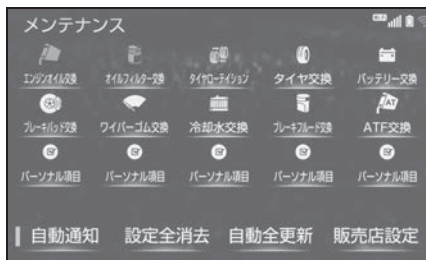 メンテナンス
エンジンオイル交換 オイルフィルター交換 タイヤローテイション タイヤ交換 バッテリー交換
ブレーキパッド交換 ワイパーゴム交換 冷却水交換 ブレーキフルード交換 ATF交換
パーソナル項目 パーソナル項目 パーソナル項目 パーソナル項目 パーソナル項目
自動通知 設定全消去 自動全更新 販売店設定